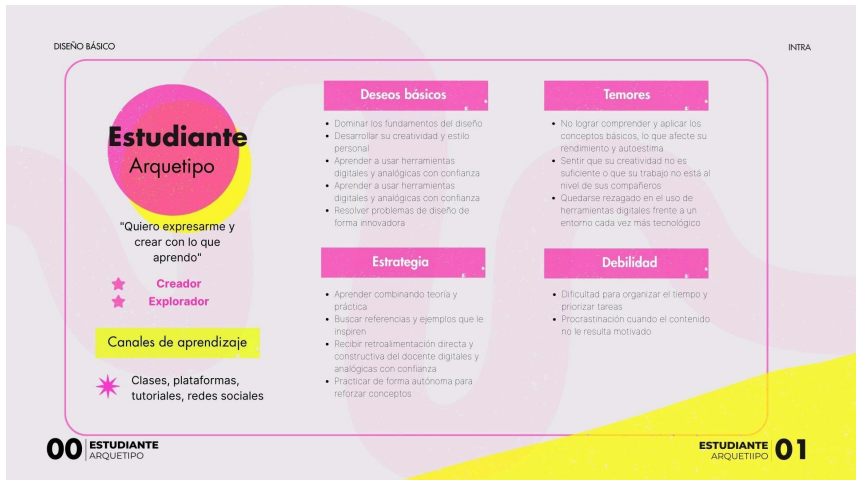 DISEÑO BÁSICO
INTRA
Estudiante
Arquetipo
"Quiero expresarme y
crear con lo que
aprendo"
Creador
Explorador
Canales de aprendizaje
Clases, plataformas,
tutoriales, redes sociales
Deseos básicos
• Dominar los fundamentos del diseño
• Desarrollar su creatividad y estilo
personal
• Aprender a usar herramientas
digitales y analógicas con confianza
• Aprender a usar herramientas
digitales y analógicas con confianza
• Resolver problemas de diseño de
forma innovadora
Estrategia
• Aprender combinando teoría y
práctica
• Buscar referencias y ejemplos que le
inspiren
• Recibir retroalimentación directa y
constructiva del docente digitales y
analógicas con confianza
• Practicar de forma autónoma para
reforzar conceptos
Temores
• No lograr comprender y aplicar los
conceptos básicos, lo que afecte su
rendimiento y autoestima
• Sentir que su creatividad no es
suficiente o que su trabajo no está al
nivel de sus compañeros
• Quedarse rezagado en el uso de
herramientas digitales frente a un
entorno cada vez más tecnológico
Debilidad
• Dificultad para organizar el tiempo y
priorizar tareas
• Procrastinación cuando el contenido
no le resulta motivado
00 ESTUDIANTE
ARQUETIPO
ESTUDIANTE 01
ARQUETIIPO